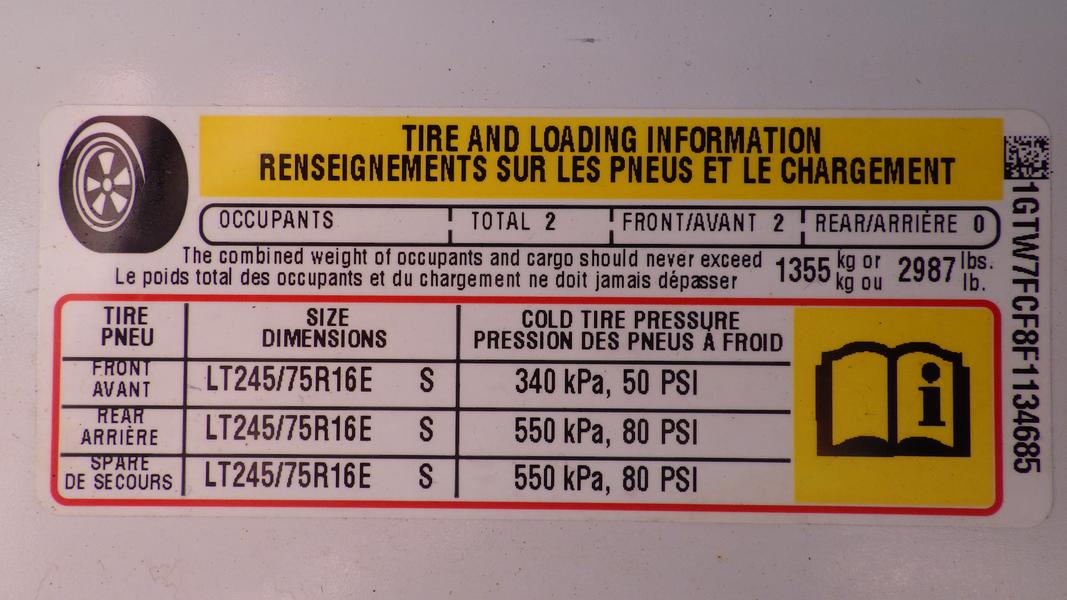 TIRE AND LOADING INFORMATION
RENSEIGNEMENTS SUR LES PNEUS ET LE CHARGEMENT
OCCUPANTS TOTAL 2 FRONT/AVANT 2 REAR/ARRIÈRE 0
The combined weight of occupants and cargo should never exceed 1355 kg or 2987 lbs.
Le poids total des occupants et du chargement ne doit jamais dépasser kg ou lb.
TIRE SIZE COLD TIRE PRESSURE
PNEU DIMENSIONS PRESSION DES PNEUS À FROID
FRONT
AVANT LT245/75R16E S 340 kPa, 50 PSI
REAR
ARRIÈRE LT245/75R16E S 550 kPa, 80 PSI
SPARE
DE SECOURS LT245/75R16E S 550 kPa, 80 PSI
1GTW7FCF8F1134685